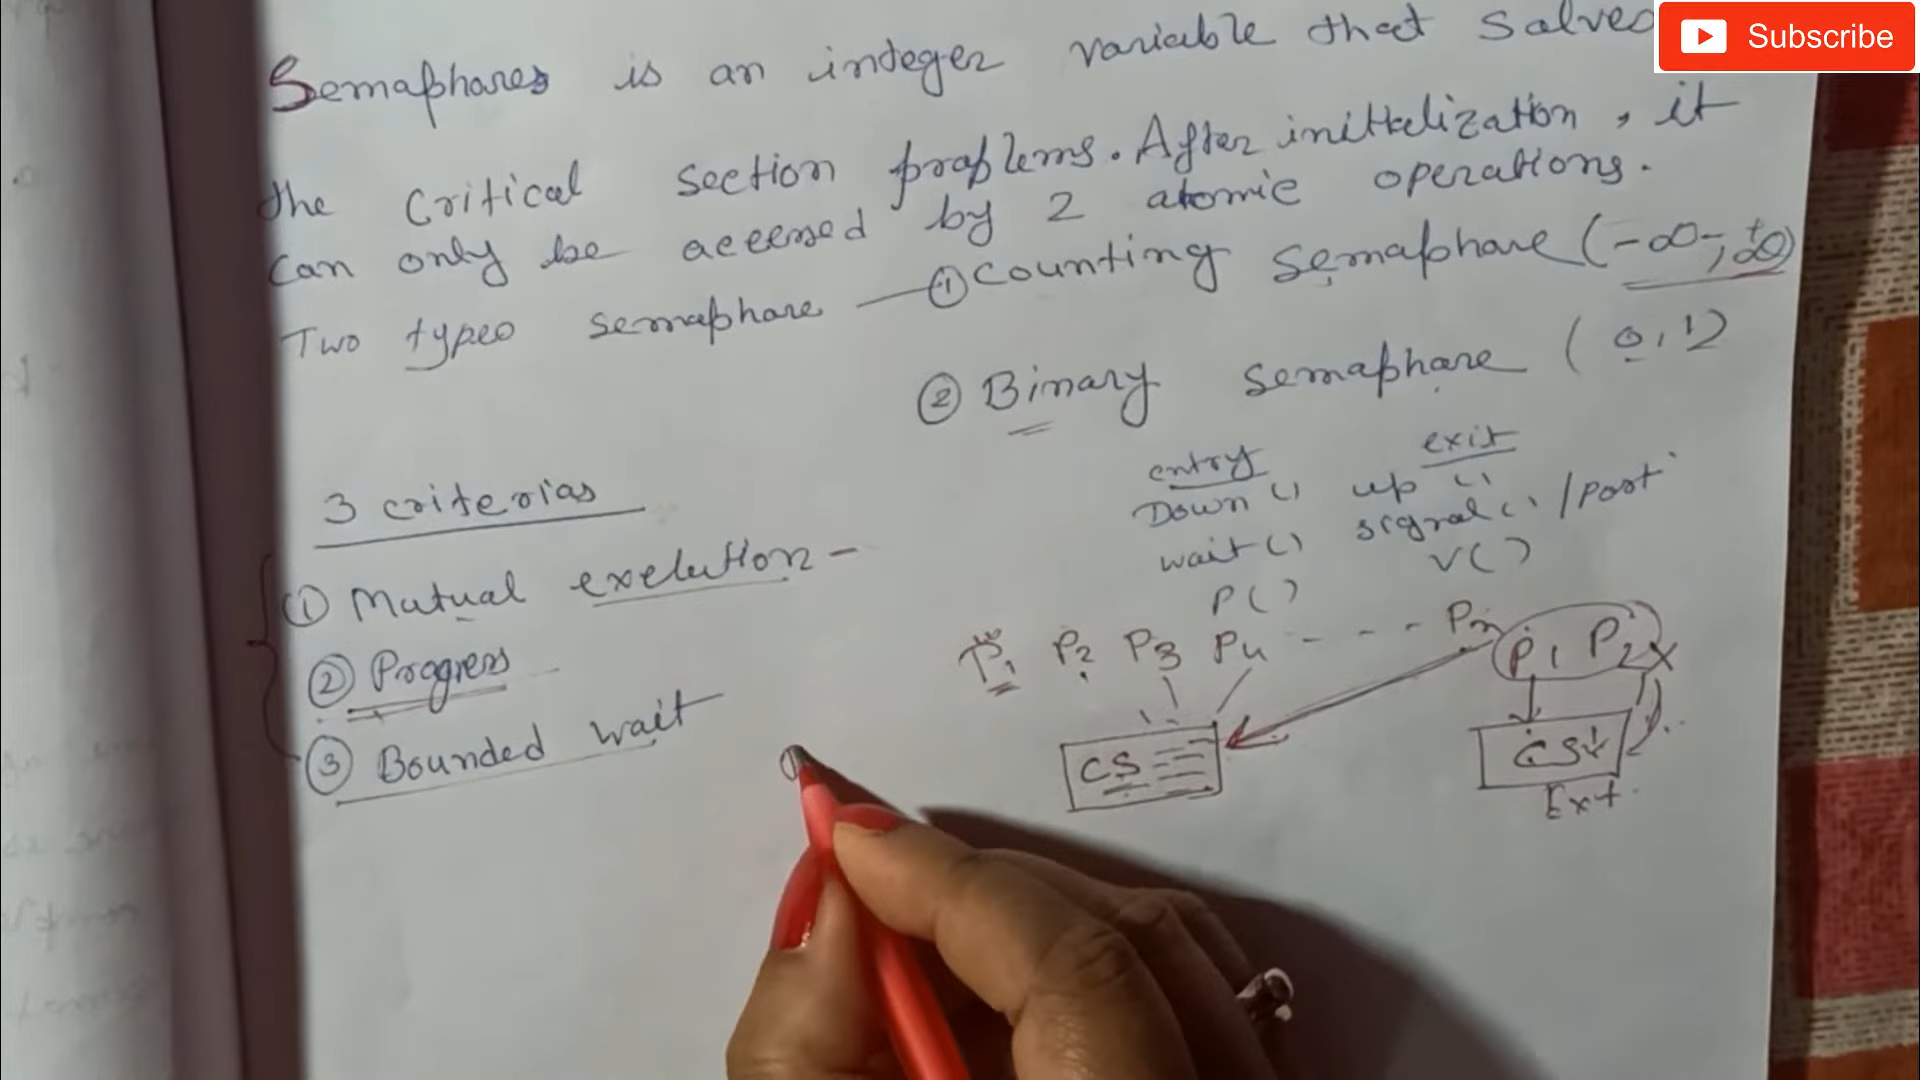 Subscribe
Semaphores is an integer variable that solves
the critical section problems. After initialization, it
can only be accessed by 2 atomic operations.
Two types semaphore — ① Counting semaphore (-∞, +∞)
② Binary semaphore (0,1)
entry exit
Down () up ()
wait () signal () / post
P() V()
3 criterias
① Mutual exclution -
② Progress
③ Bounded wait
P1 P2 P3 P4 - - - - Pn P1 P2 x
CS CS
Ext.